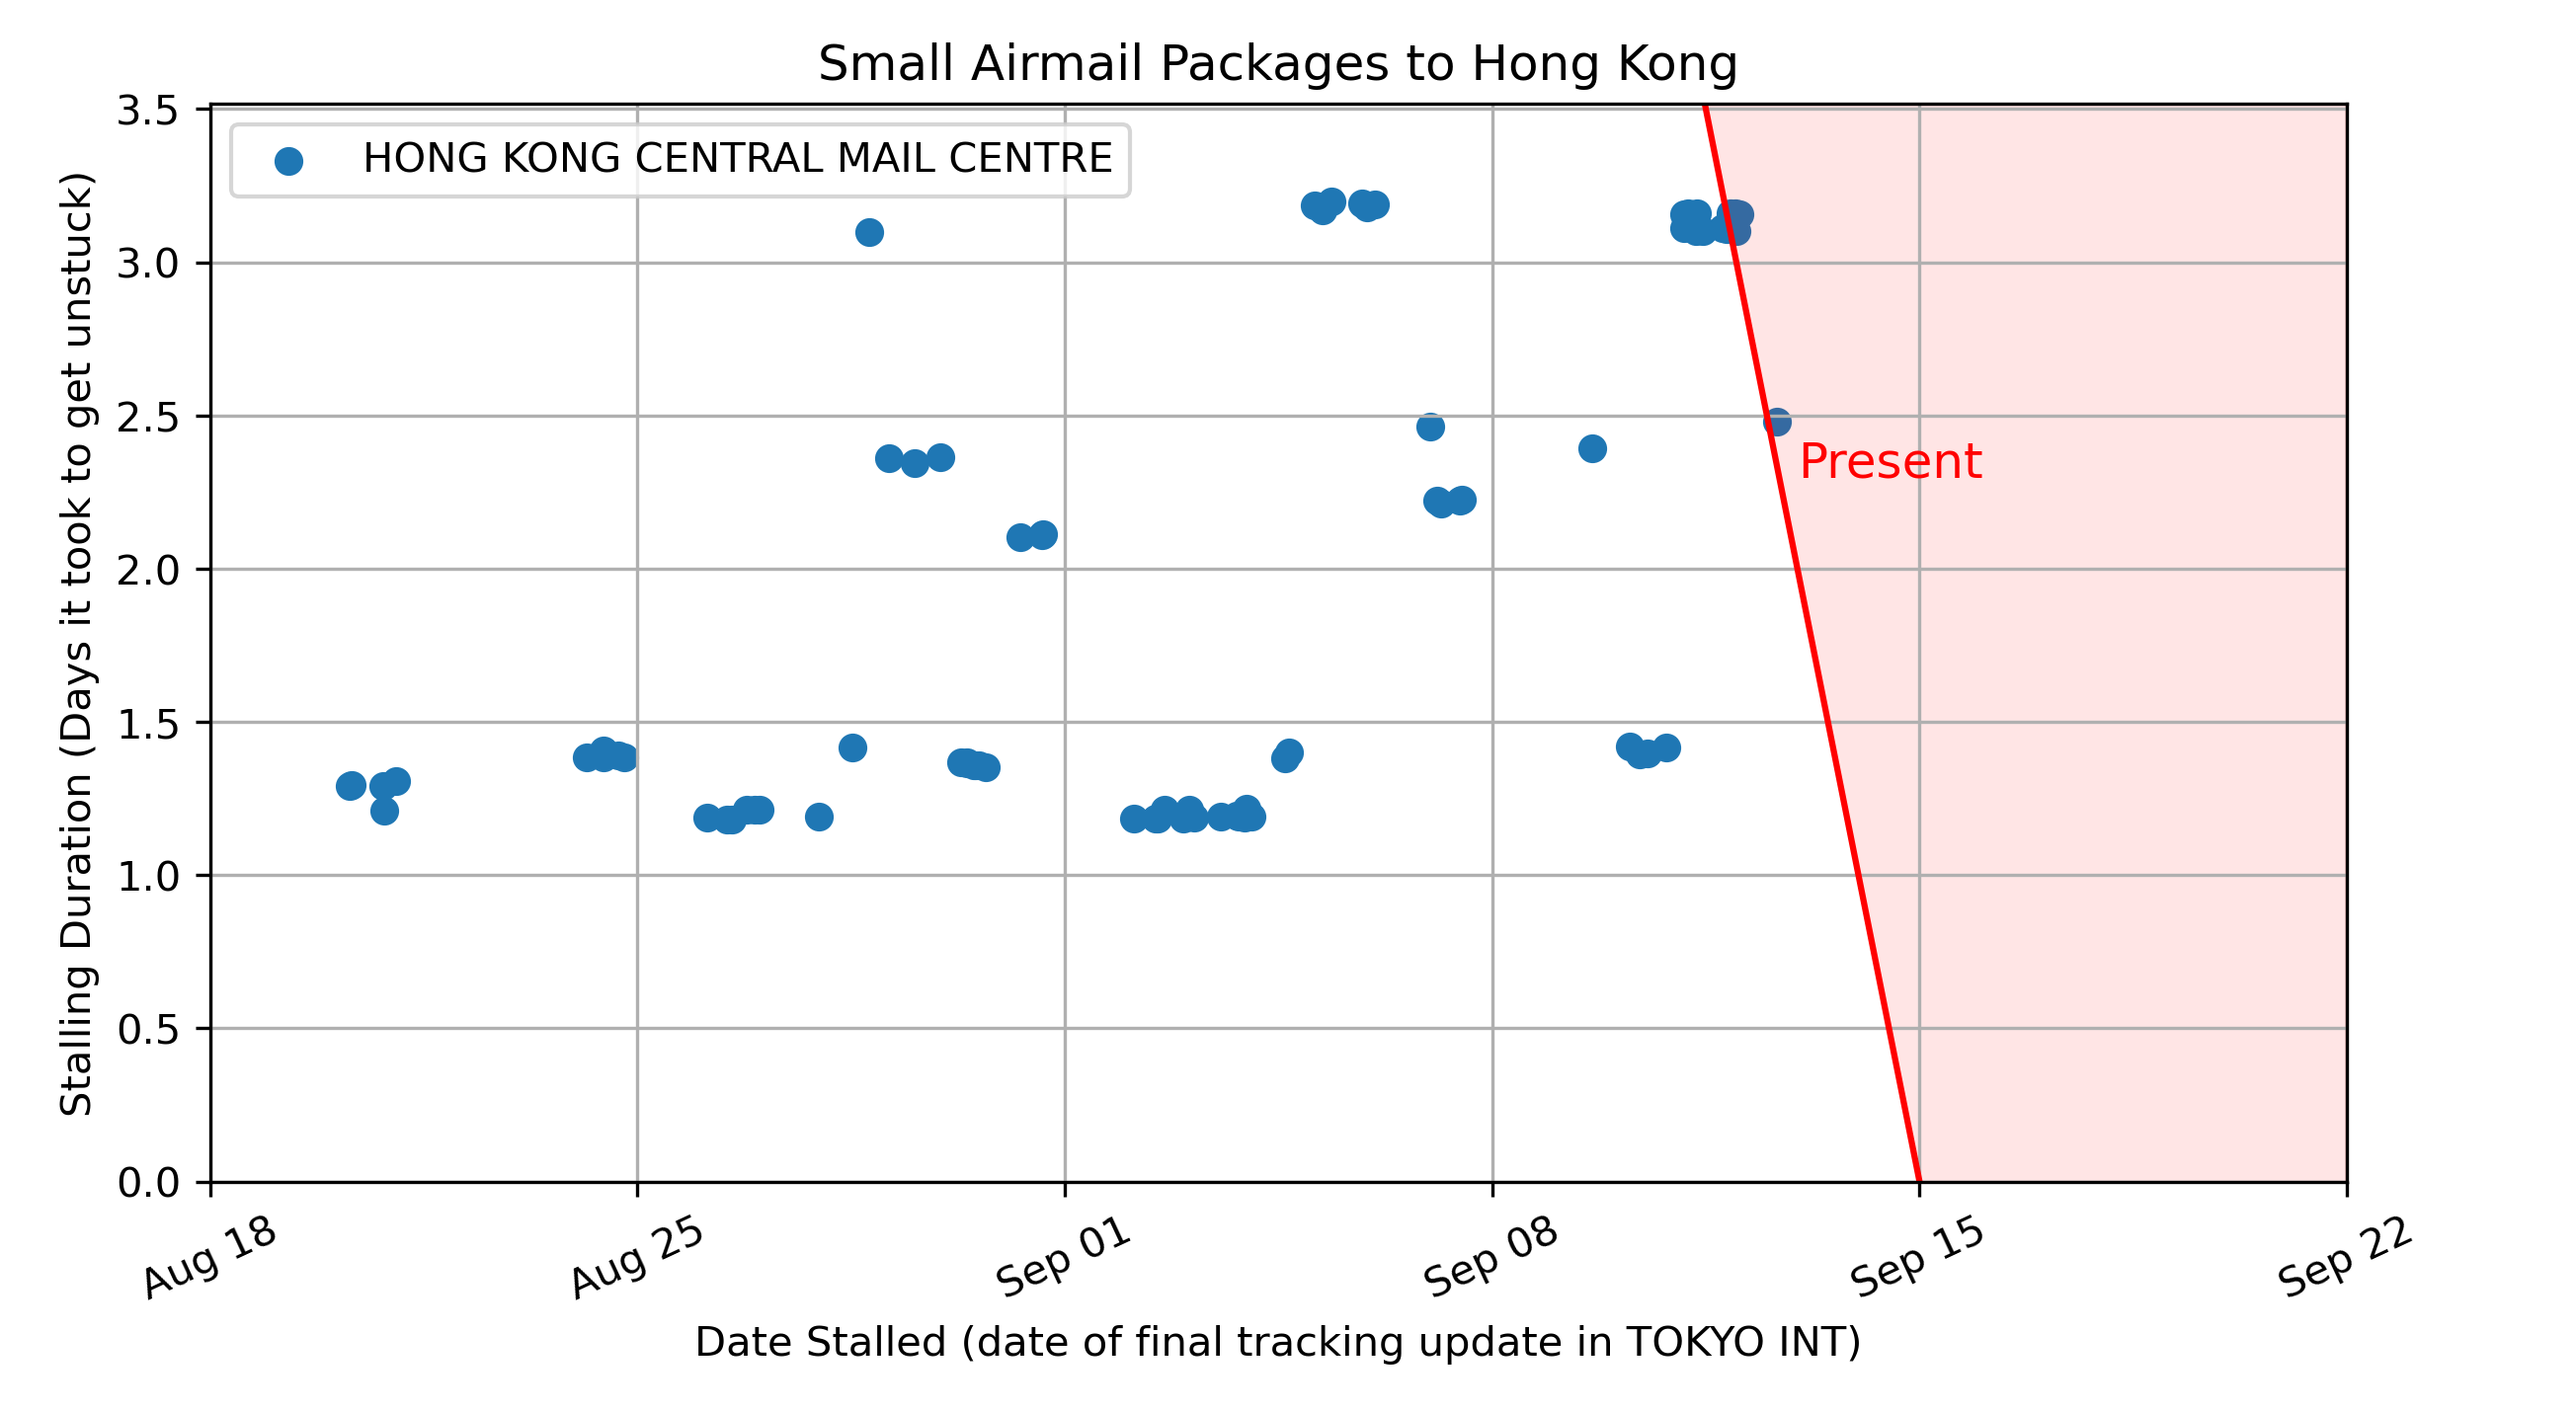 Small Airmail Packages to Hong Kong
HONG KONG CENTRAL MAIL CENTRE
Stalling Duration (Days it took to get unstuck)
3.5
3.0
2.5
2.0
1.5
1.0
0.5
0.0
Present
Aug 18
Aug 25
Sep 01
Sep 08
Sep 15
Sep 22
Date Stalled (date of final tracking update in TOKYO INT)